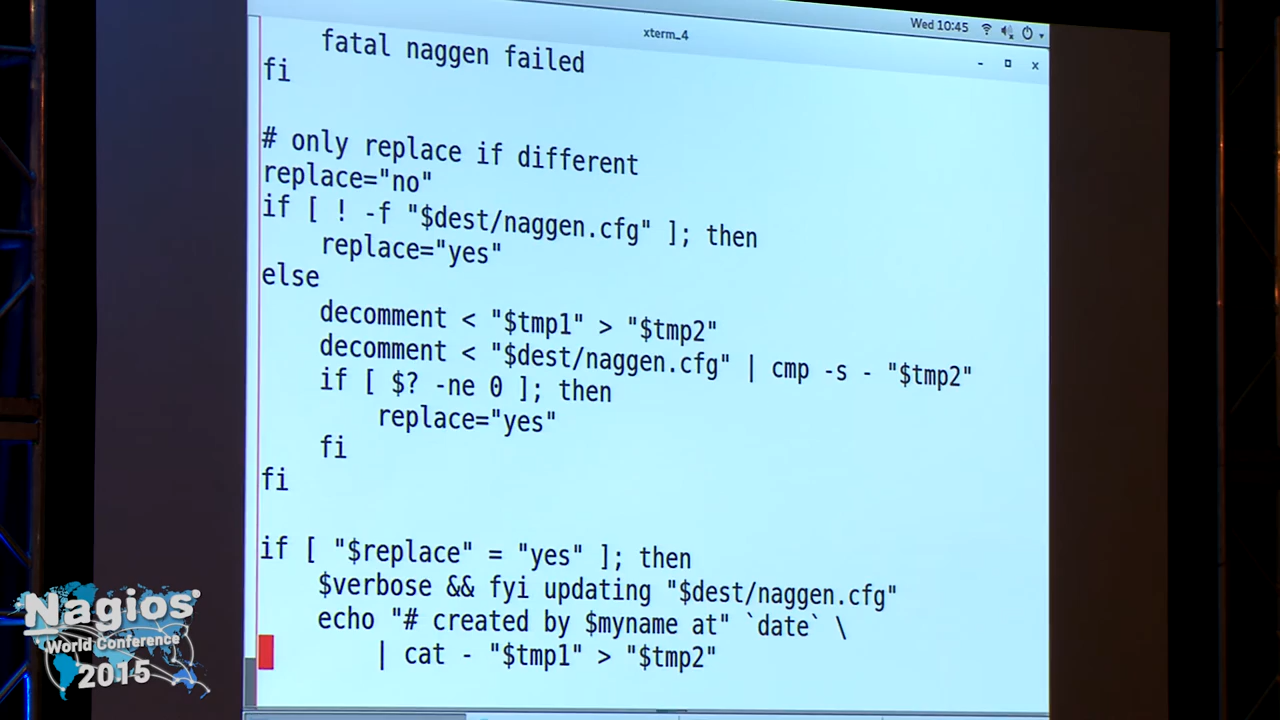 Wed 10:45
xterm_4
fatal naggen failed
fi
# only replace if different
replace="no"
if [ ! -f "$dest/naggen.cfg" ]; then
replace="yes"
else
decomment < "$tmp1" > "$tmp2"
decomment < "$dest/naggen.cfg" | cmp -s - "$tmp2"
if [ $? -ne 0 ]; then
replace="yes"
fi
fi
if [ "$replace" = "yes" ]; then
$verbose && fyi updating "$dest/naggen.cfg"
echo "# created by $myname at" `date` \
| cat - "$tmp1" > "$tmp2"
Nagios
World Conference
2015